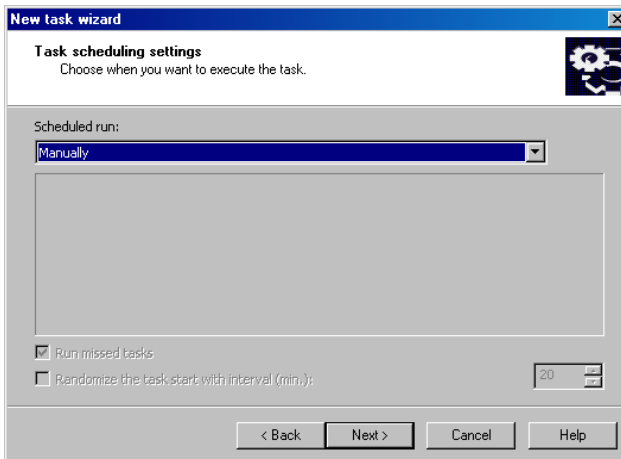 New task wizard
Task scheduling settings
Choose when you want to execute the task.
Scheduled run:
Manually
Run missed tasks
Randomize the task start with interval (min.):
20
< Back
Next >
Cancel
Help